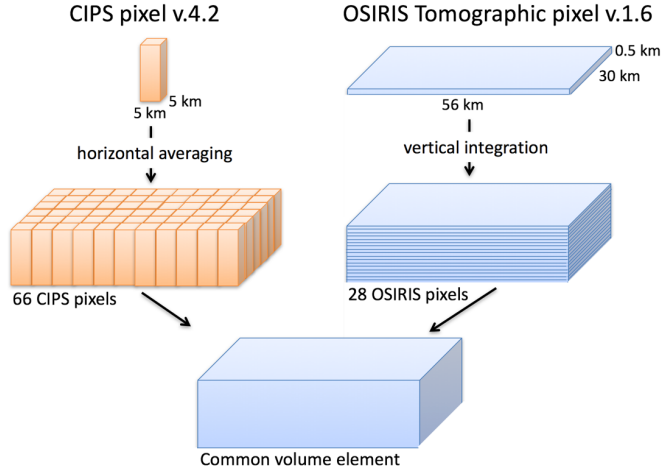 CIPS pixel v.4.2
OSIRIS Tomographic pixel v.1.6
5 km
5 km
0.5 km
30 km
56 km
horizontal averaging
vertical integration
66 CIPS pixels
28 OSIRIS pixels
Common volume element